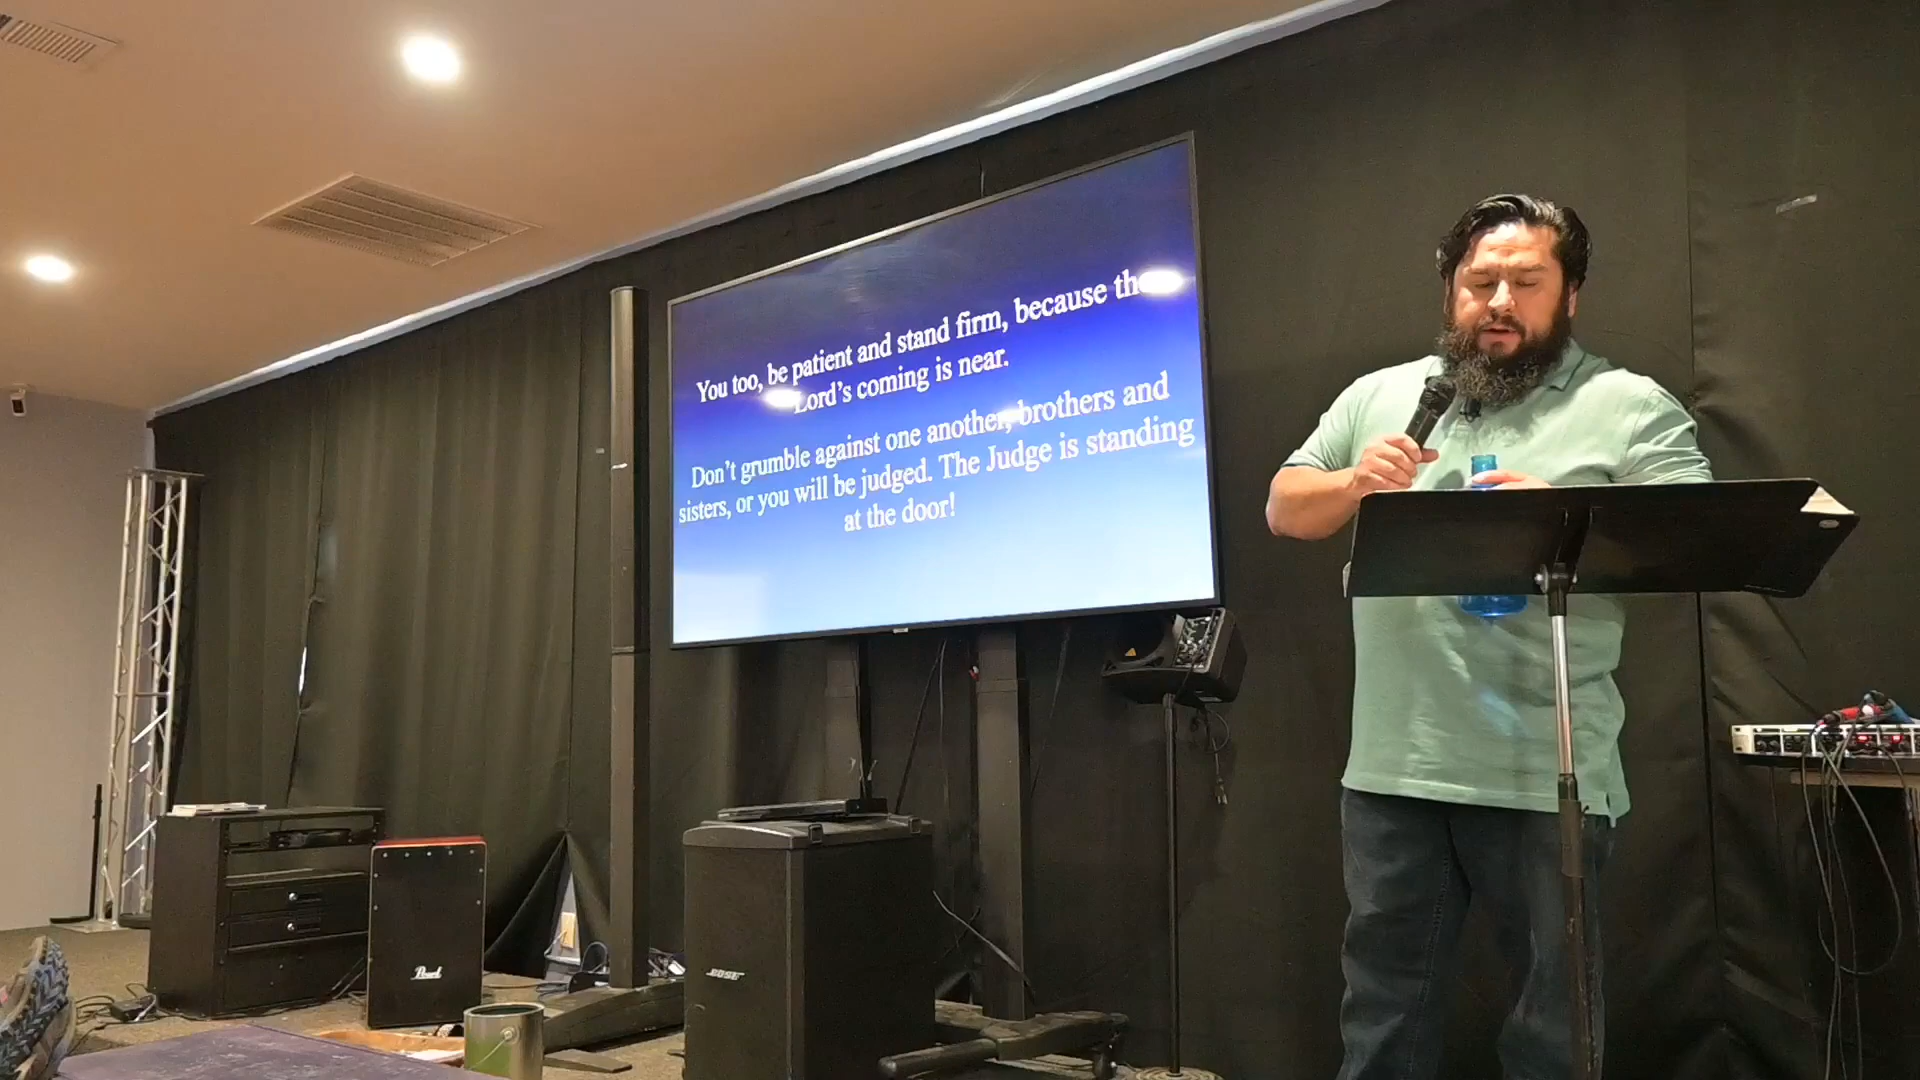 You too, be patient and stand firm, because the
Lord's coming is near.
Don't grumble against one another, brothers and
sisters, or you will be judged. The Judge is standing
at the door!
Pearl
BOSE